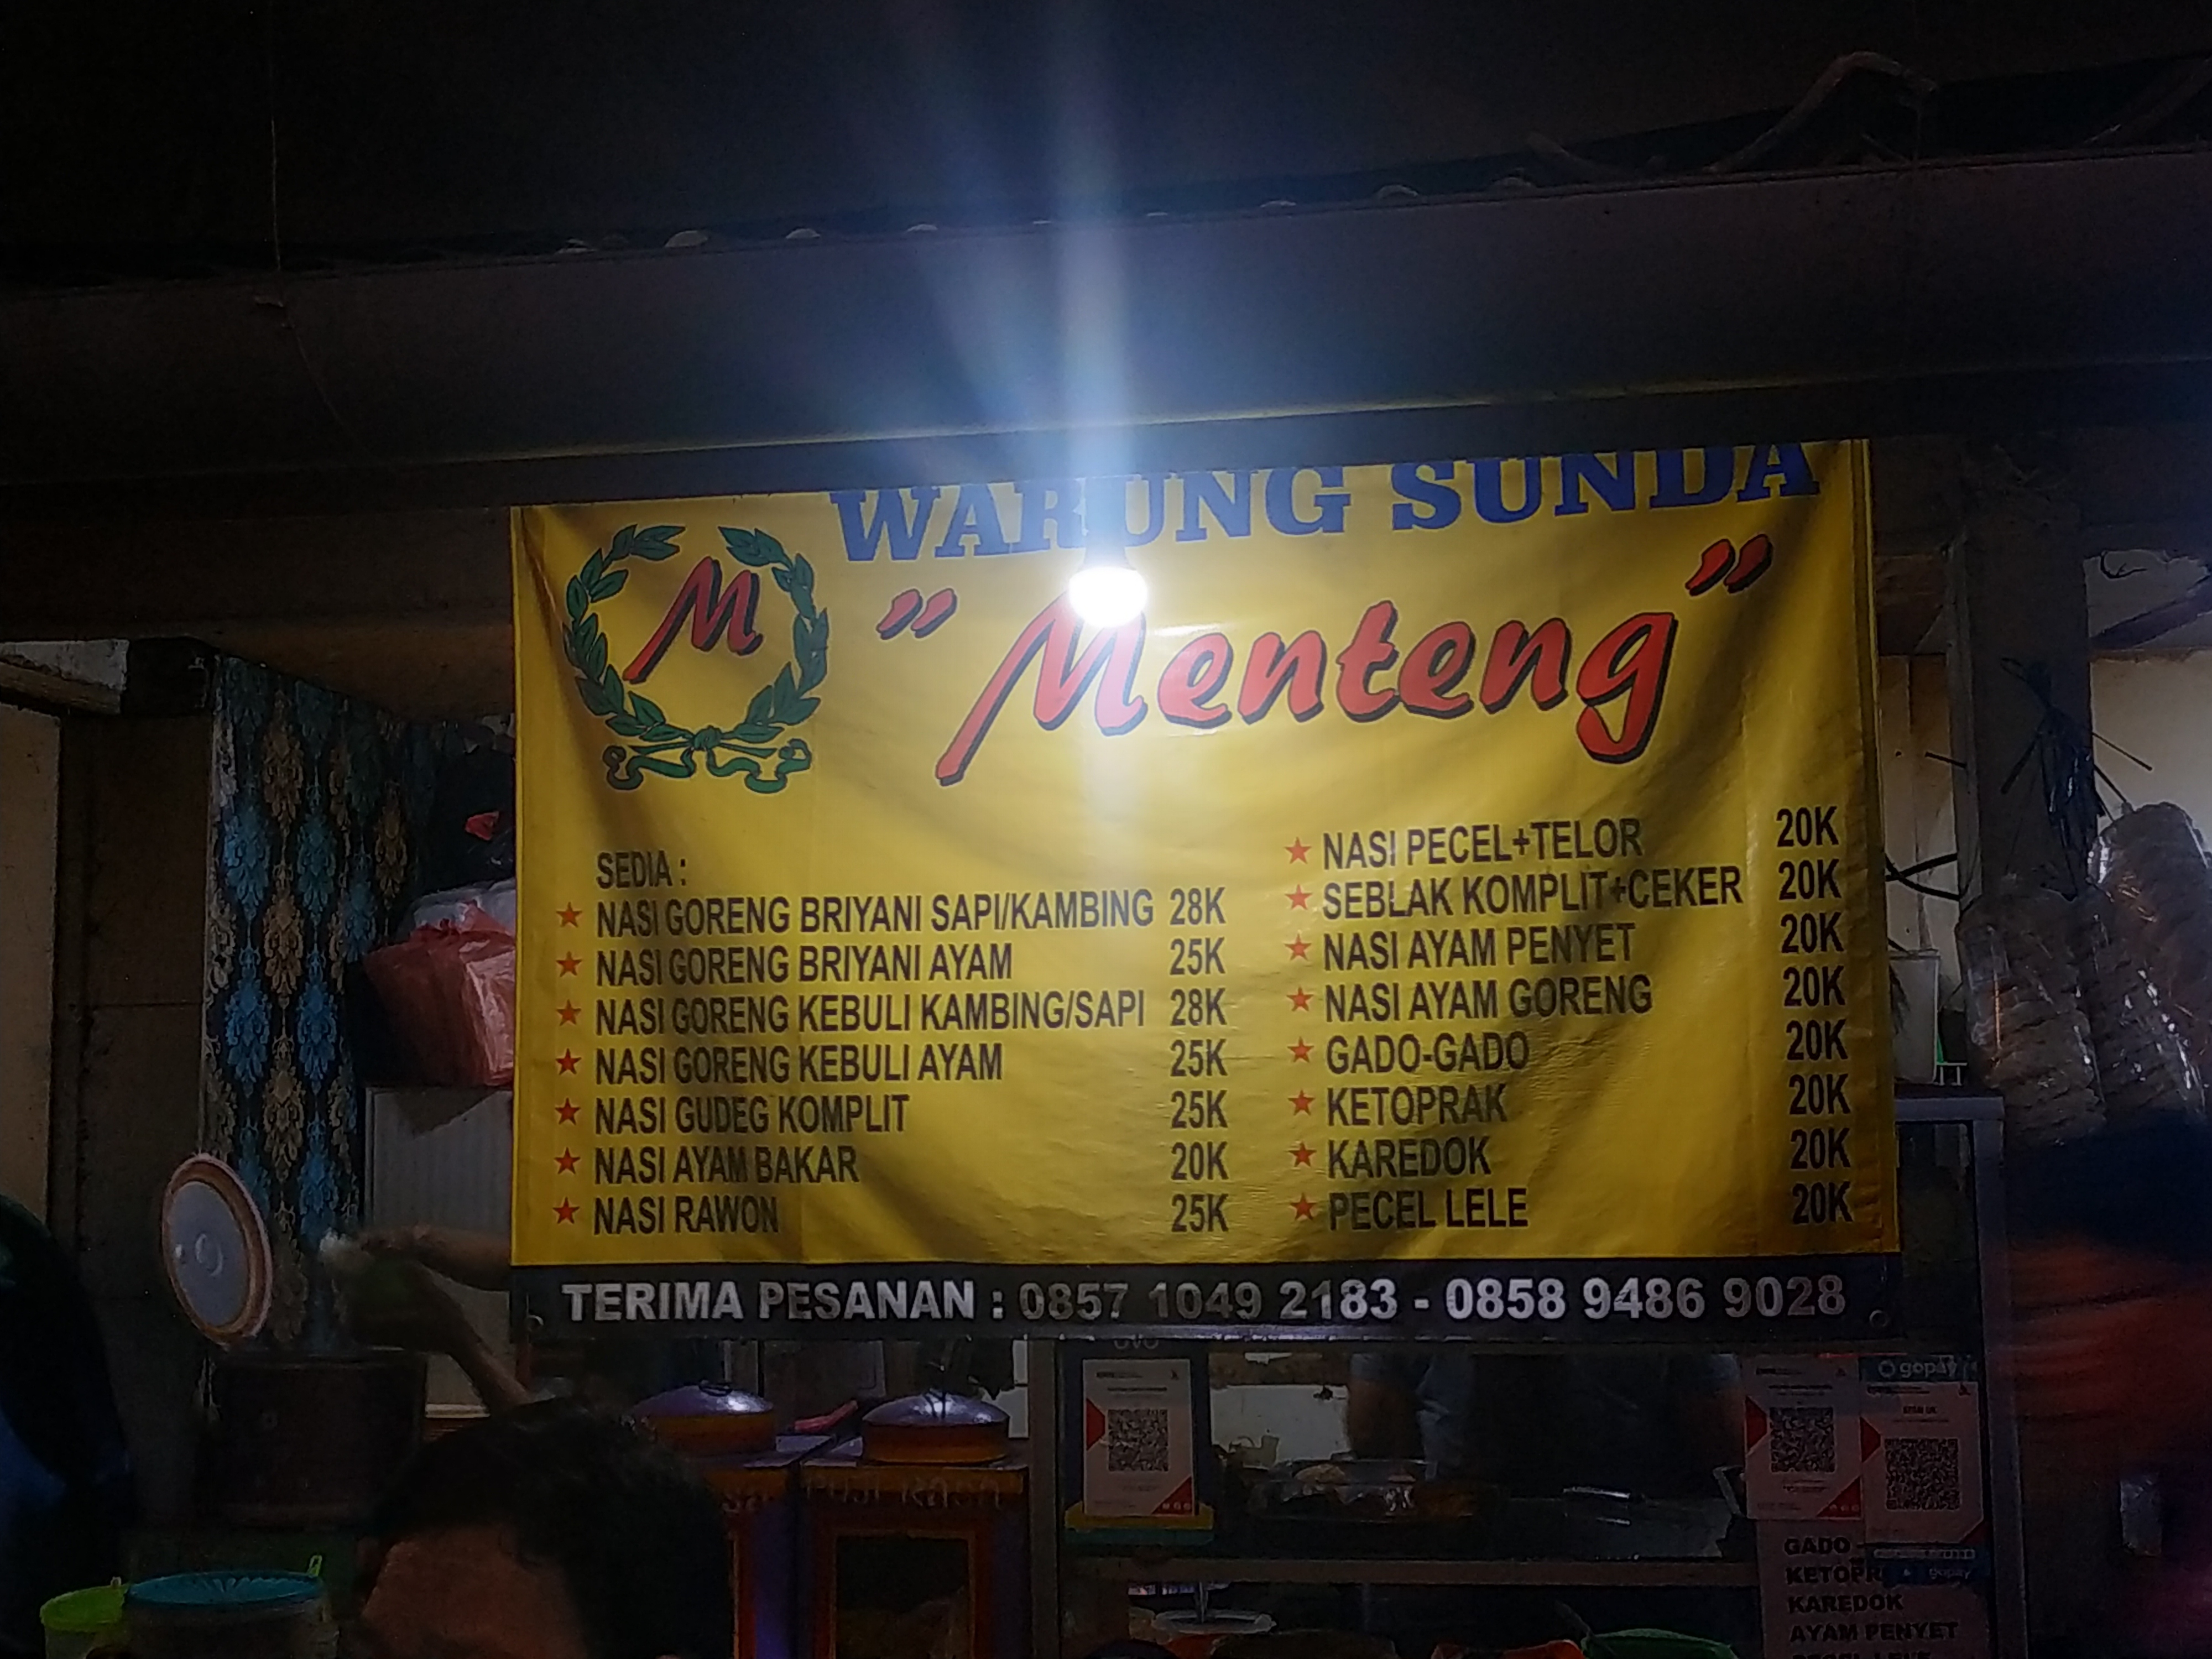 WARUNG SUNDA
M
"Menteng"
SEDIA :
★ NASI GORENG BRIYANI SAPI/KAMBING 28K
★ NASI GORENG BRIYANI AYAM 25K
★ NASI GORENG KEBULI KAMBING/SAPI 28K
★ NASI GORENG KEBULI AYAM 25K
★ NASI GUDEG KOMPLIT 25K
★ NASI AYAM BAKAR 20K
★ NASI RAWON 25K
★ NASI PECEL+TELOR 20K
★ SEBLAK KOMPLIT+CEKER 20K
★ NASI AYAM PENYET 20K
★ NASI AYAM GORENG 20K
★ GADO-GADO 20K
★ KETOPRAK 20K
★ KAREDOK 20K
★ PECEL LELE 20K
TERIMA PESANAN : 0857 1049 2183 - 0858 9486 9028
OVO
gopay
GADO -
gopay
KAREDOK
AYAM PENYET